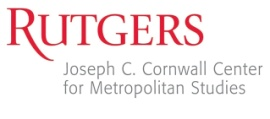 RUTGERS
Joseph C. Cornwall Center
for Metropolitan Studies